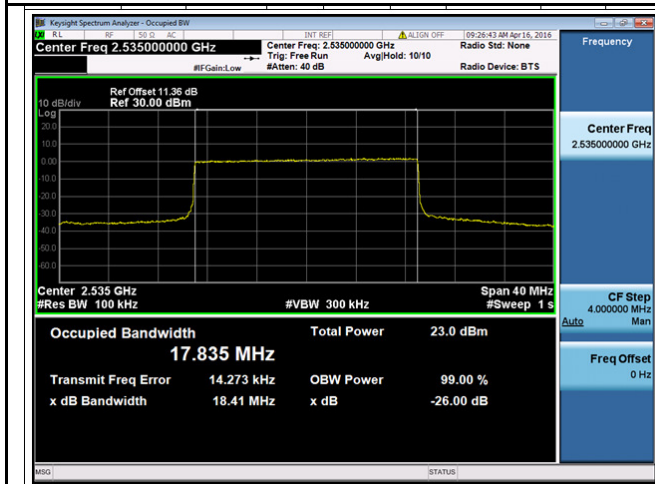 Keysight Spectrum Analyzer - Occupied BW
RL RF 50 Ω AC INT REF ALIGN OFF 09:26:43 AM Apr 16, 2016
Center Freq 2.535000000 GHz Center Freq: 2.535000000 GHz Radio Std: None
Trig: Free Run Avg|Hold: 10/10
#IFGain:Low #Atten: 40 dB Radio Device: BTS
Ref Offset 11.36 dB
10 dB/div Ref 30.00 dBm
Log
20.0
10.0
0.00
-10.0
-20.0
-30.0
-40.0
-50.0
-60.0
Center 2.535 GHz Span 40 MHz
#Res BW 100 kHz #VBW 300 kHz #Sweep 1 s
Occupied Bandwidth Total Power 23.0 dBm
17.835 MHz
Transmit Freq Error 14.273 kHz OBW Power 99.00 %
x dB Bandwidth 18.41 MHz x dB -26.00 dB
MSG STATUS
Frequency
Center Freq
2.535000000 GHz
CF Step
4.000000 MHz
Auto Man
Freq Offset
0 Hz